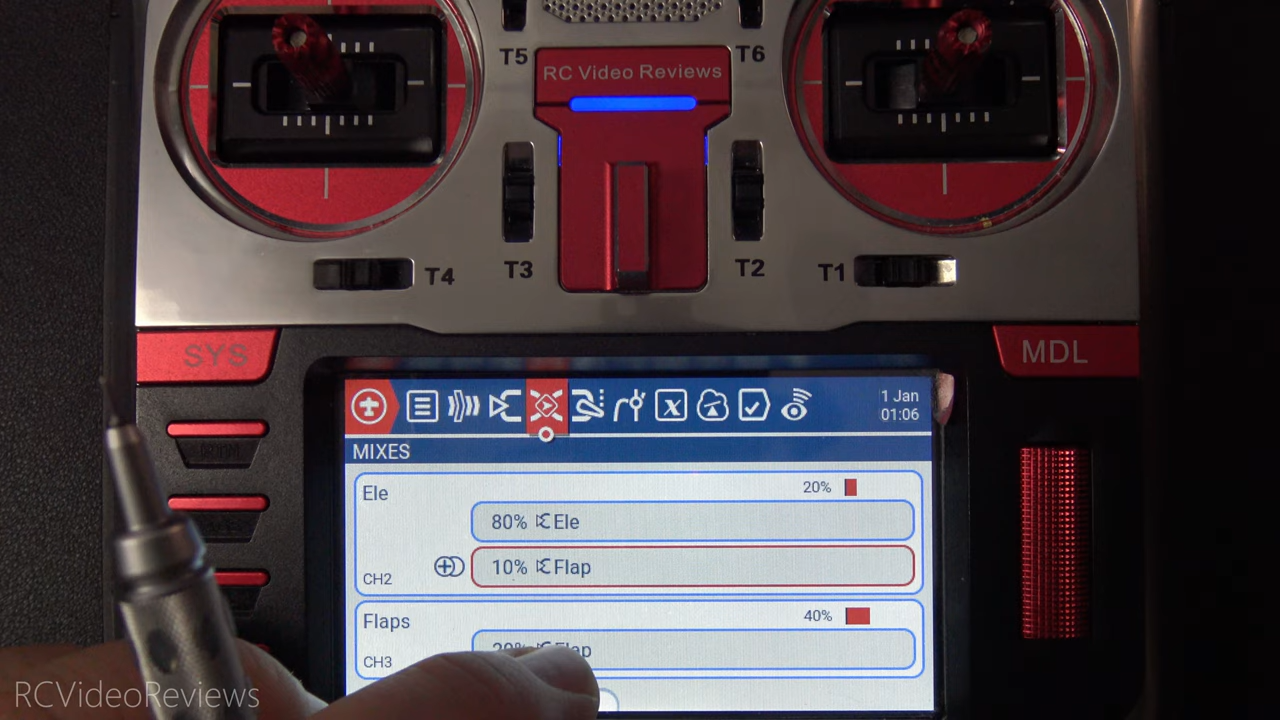 T5
T6
RC Video Reviews
T4
T3
T2
T1
SYS
MDL
1 Jan
01:06
MIXES
Ele
20%
80% Ele
10% Flap
CH2
Flaps
40%
CH3
RCVideoReviews